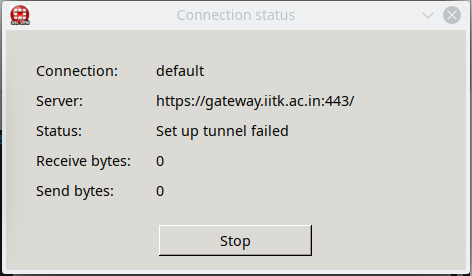 Connection status
Connection: default
Server: https://gateway.iitk.ac.in:443/
Status: Set up tunnel failed
Receive bytes: 0
Send bytes: 0
Stop